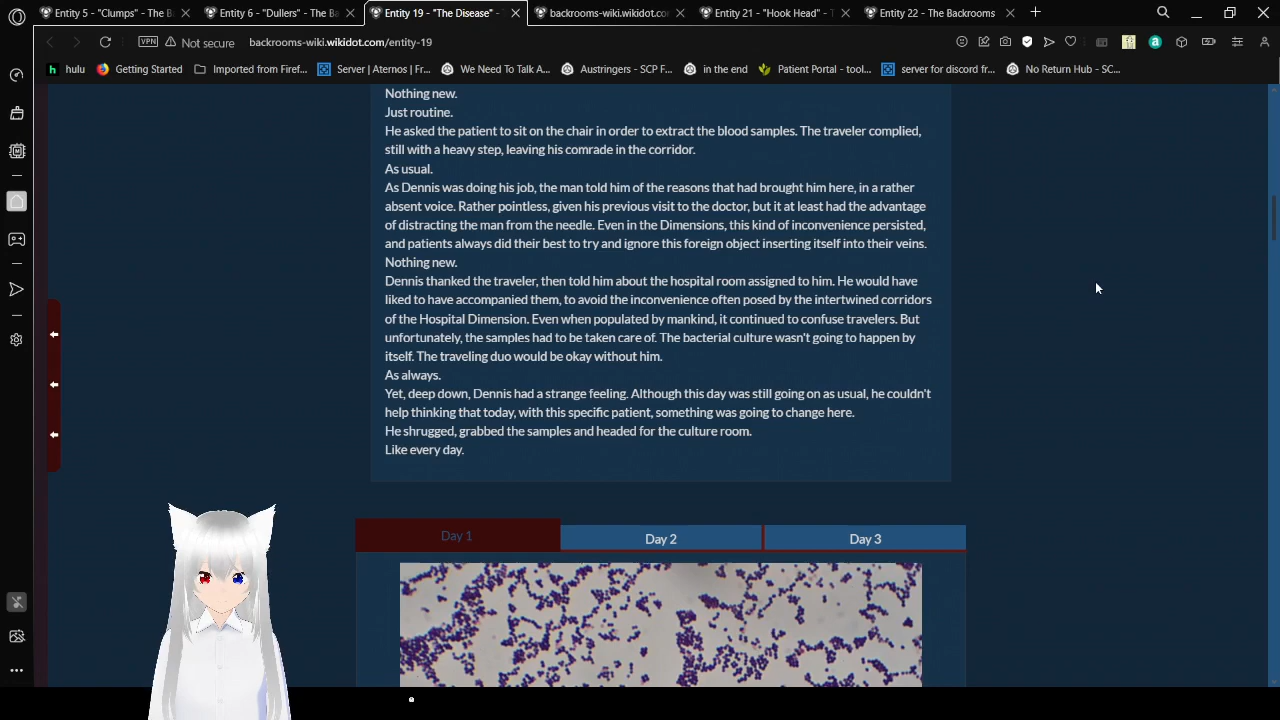 Entity 5 - "Clumps" - The B
Entity 6 - "Dullers" - The Ba
Entity 19 - "The Disease" -
backrooms-wiki.wikidot.co
Entity 21 - "Hook Head" - T
Entity 22 - The Backrooms
VPN
Not secure
backrooms-wiki.wikidot.com/entity-19
hulu
Getting Started
Imported from Firef...
Server | Aternos | Fr...
We Need To Talk A...
Austringers - SCP F...
in the end
Patient Portal - tool...
server for discord fr...
No Return Hub - SC...
Nothing new.
Just routine.
He asked the patient to sit on the chair in order to extract the blood samples. The traveler complied,
still with a heavy step, leaving his comrade in the corridor.
As usual.
As Dennis was doing his job, the man told him of the reasons that had brought him here, in a rather
absent voice. Rather pointless, given his previous visit to the doctor, but it at least had the advantage
of distracting the man from the needle. Even in the Dimensions, this kind of inconvenience persisted,
and patients always did their best to try and ignore this foreign object inserting itself into their veins.
Nothing new.
Dennis thanked the traveler, then told him about the hospital room assigned to him. He would have
liked to have accompanied them, to avoid the inconvenience often posed by the intertwined corridors
of the Hospital Dimension. Even when populated by mankind, it continued to confuse travelers. But
unfortunately, the samples had to be taken care of. The bacterial culture wasn't going to happen by
itself. The traveling duo would be okay without him.
As always.
Yet, deep down, Dennis had a strange feeling. Although this day was still going on as usual, he couldn't
help thinking that today, with this specific patient, something was going to change here.
He shrugged, grabbed the samples and headed for the culture room.
Like every day.
Day 1
Day 2
Day 3